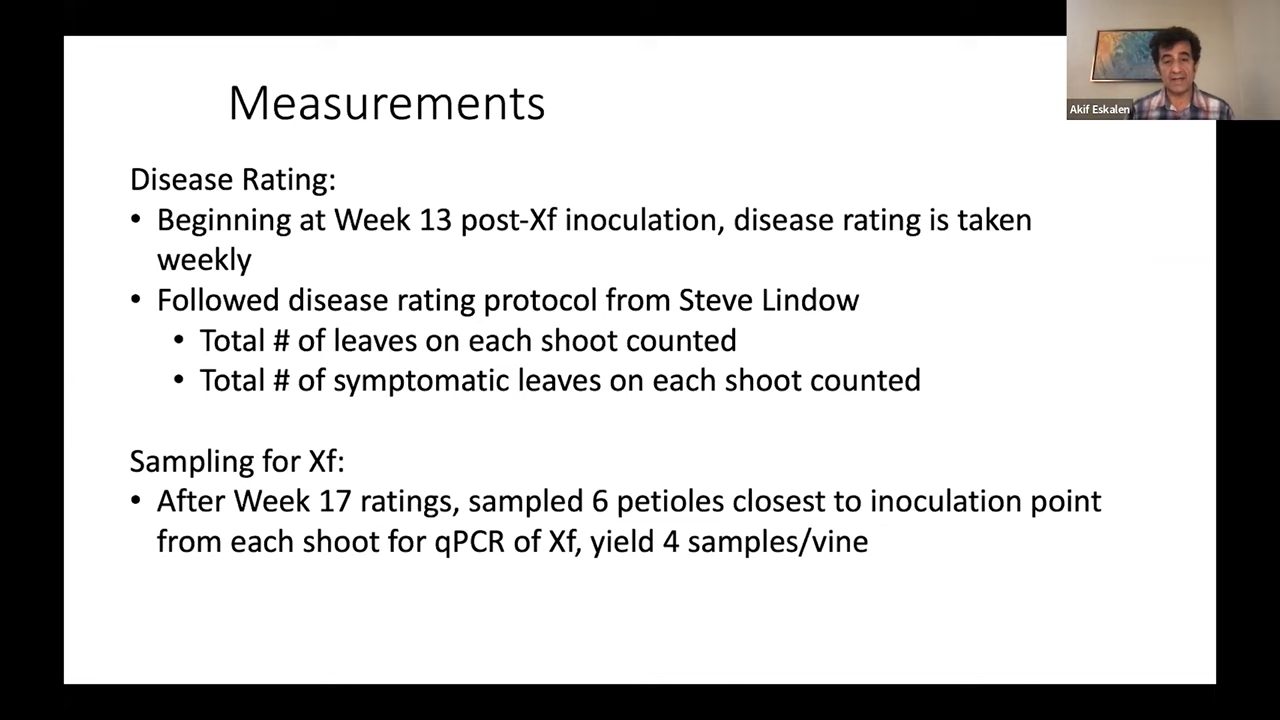 Measurements
Akif Eskalen
Disease Rating:
• Beginning at Week 13 post-Xf inoculation, disease rating is taken
weekly
• Followed disease rating protocol from Steve Lindow
• Total # of leaves on each shoot counted
• Total # of symptomatic leaves on each shoot counted
Sampling for Xf:
• After Week 17 ratings, sampled 6 petioles closest to inoculation point
from each shoot for qPCR of Xf, yield 4 samples/vine